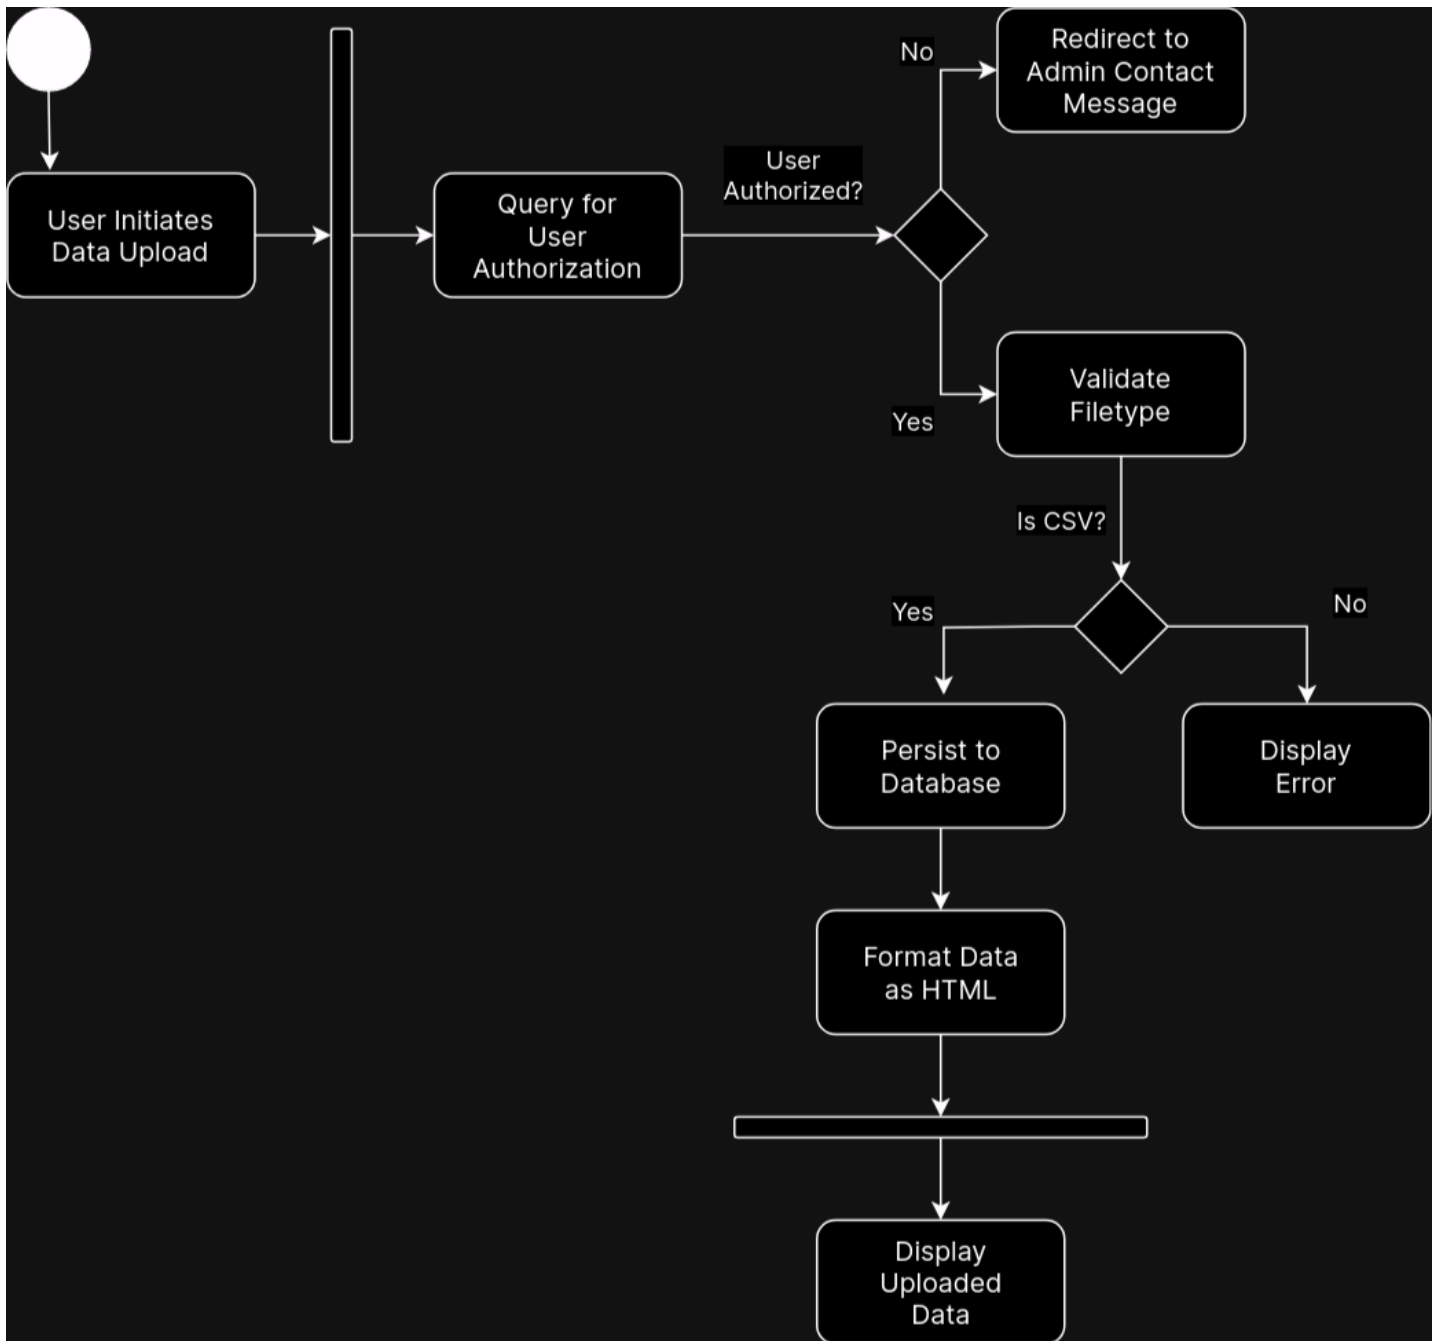 No
Redirect to
Admin Contact
Message
User
Authorized?
User Initiates
Data Upload
Query for
User
Authorization
Yes
Validate
Filetype
Is CSV?
Yes
No
Persist to
Database
Display
Error
Format Data
as HTML
Display
Uploaded
Data